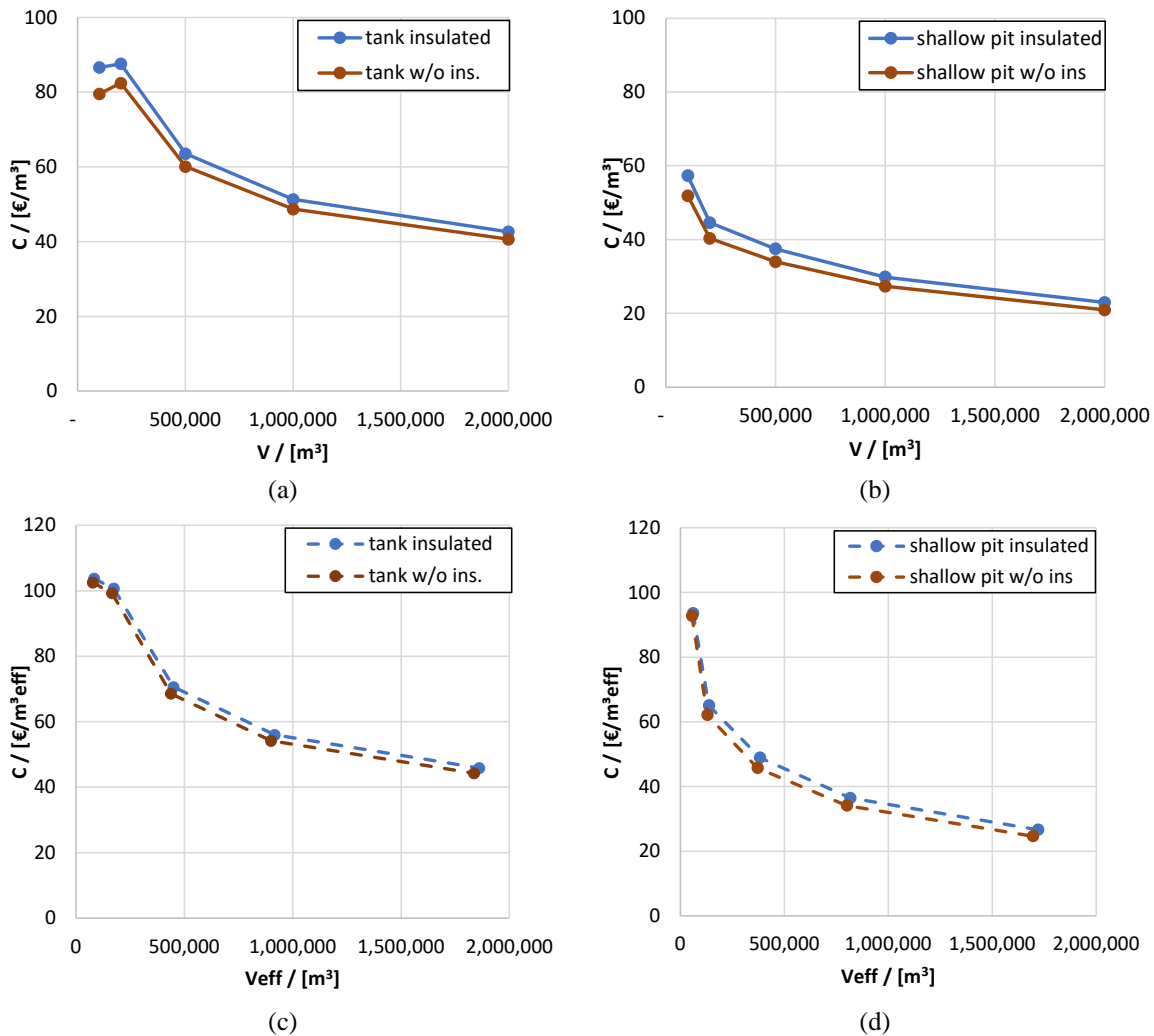 100
80
60
40
20
0
C / [€/m³]
tank insulated
tank w/o ins.
-
500,000
1,000,000
1,500,000
2,000,000
V / [m³]
(a)
100
80
60
40
20
0
C / [€/m³]
shallow pit insulated
shallow pit w/o ins
-
500,000
1,000,000
1,500,000
2,000,000
V / [m³]
(b)
120
100
80
60
40
20
0
C / [€/m³eff]
tank insulated
tank w/o ins.
0
500,000
1,000,000
1,500,000
2,000,000
Veff / [m³]
(c)
120
100
80
60
40
20
0
C / [€/m³eff]
shallow pit insulated
shallow pit w/o ins
0
500,000
1,000,000
1,500,000
2,000,000
Veff / [m³]
(d)